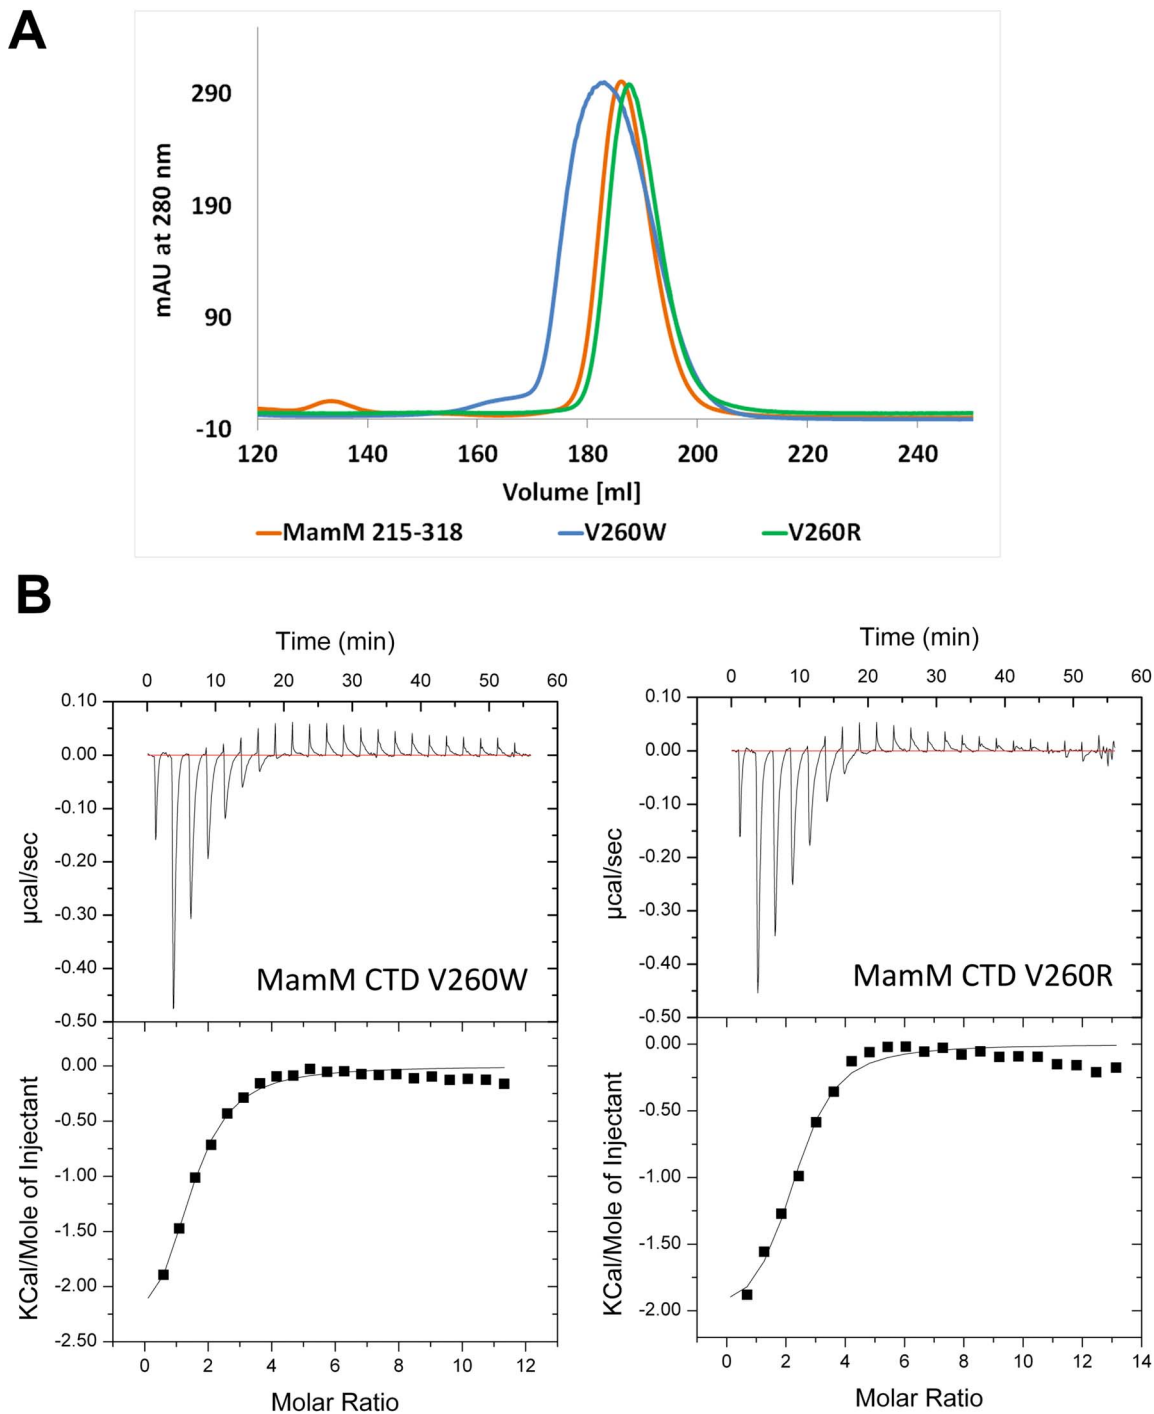 A
mAU at 280 nm
290
190
90
-10
120 140 160 180 200 220 240
Volume [ml]
MamM 215-318 V260W V260R
B
Time (min)
0 10 20 30 40 50 60
0.10
0.00
-0.10
-0.20
-0.30
-0.40
-0.50
µcal/sec
MamM CTD V260W
0.00
-0.50
-1.00
-1.50
-2.00
-2.50
KCal/Mole of Injectant
0 2 4 6 8 10 12
Molar Ratio
Time (min)
0 10 20 30 40 50 60
0.10
0.00
-0.10
-0.20
-0.30
-0.40
-0.50
µcal/sec
MamM CTD V260R
0.00
-0.50
-1.00
-1.50
-2.00
KCal/Mole of Injectant
0 2 4 6 8 10 12 14
Molar Ratio